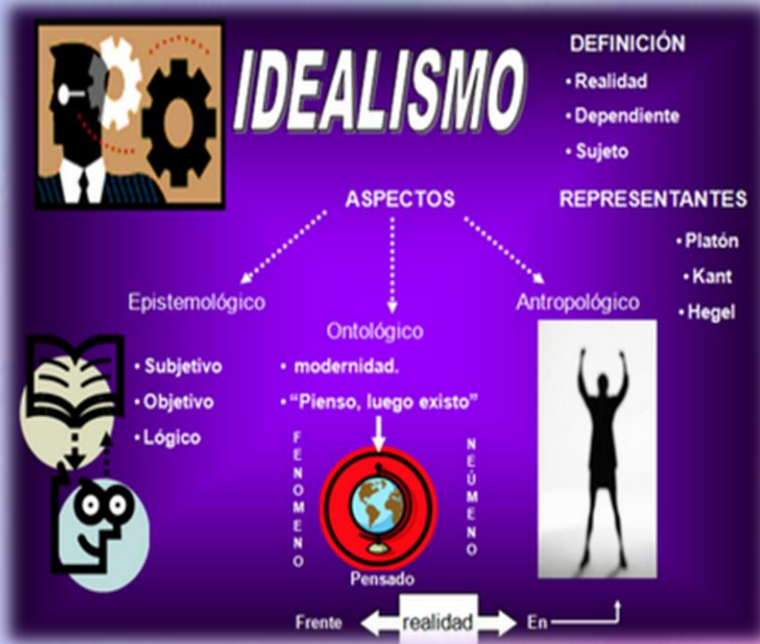 IDEALISMO
DEFINICIÓN
• Realidad
• Dependiente
• Sujeto
ASPECTOS
REPRESENTANTES
• Platón
• Kant
• Hegel
Epistemológico
• Subjetivo
• Objetivo
• Lógico
Ontológico
• modernidad.
• "Pienso, luego existo"
FENOMENO
NEÚMENO
Pensado
Antropológico
Frente
realidad
En